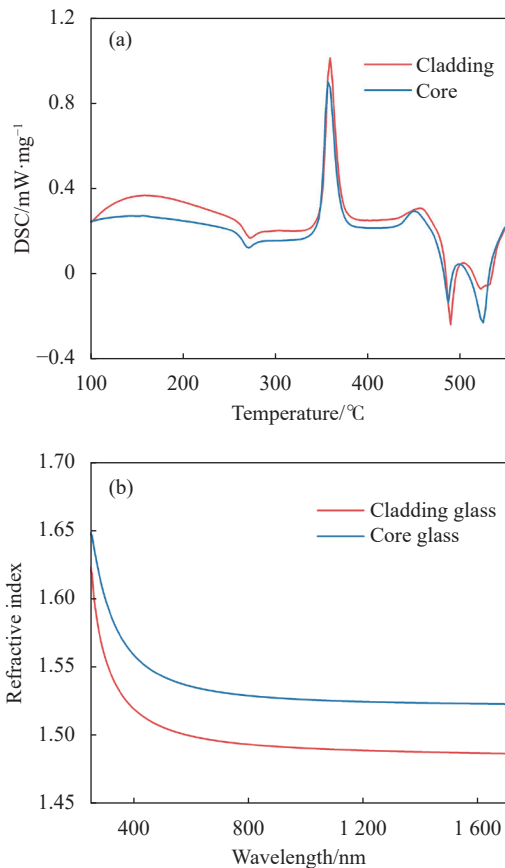 (a)
Cladding
Core
1.2
0.8
0.4
0
−0.4
DSC/mW·mg⁻¹
100
200
300
400
500
Temperature/℃
(b)
Cladding glass
Core glass
1.70
1.65
1.60
1.55
1.50
1.45
Refractive index
400
800
1 200
1 600
Wavelength/nm